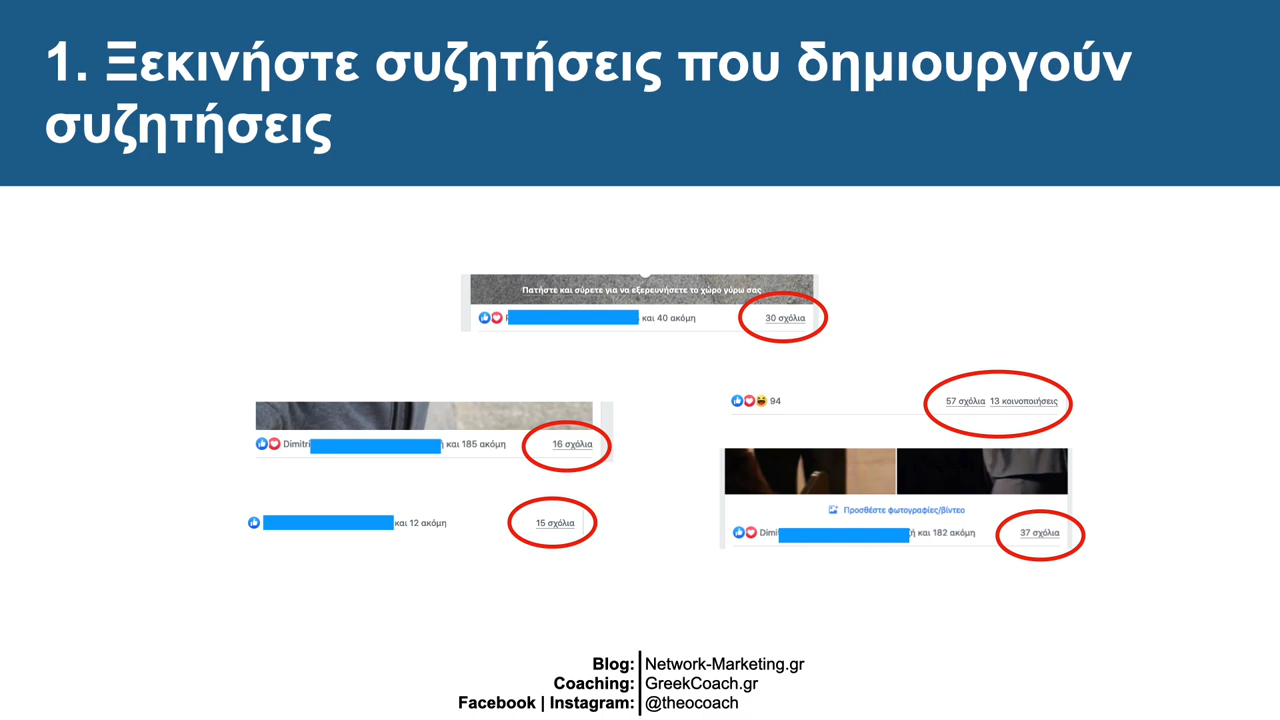 1. Ξεκινήστε συζητήσεις που δημιουργούν
συζητήσεις
Πατήστε και σύρετε για να εξερευνήσετε το χώρο γύρω σας
και 40 ακόμη 30 σχόλια
94 57 σχόλια 13 κοινοποιήσεις
Dimitri και 185 ακόμη 16 σχόλια
Προσθέστε φωτογραφίες/βίντεο
και 12 ακόμη 15 σχόλια
Dimi ή και 182 ακόμη 37 σχόλια
Blog: Network-Marketing.gr
Coaching: GreekCoach.gr
Facebook | Instagram: @theocoach